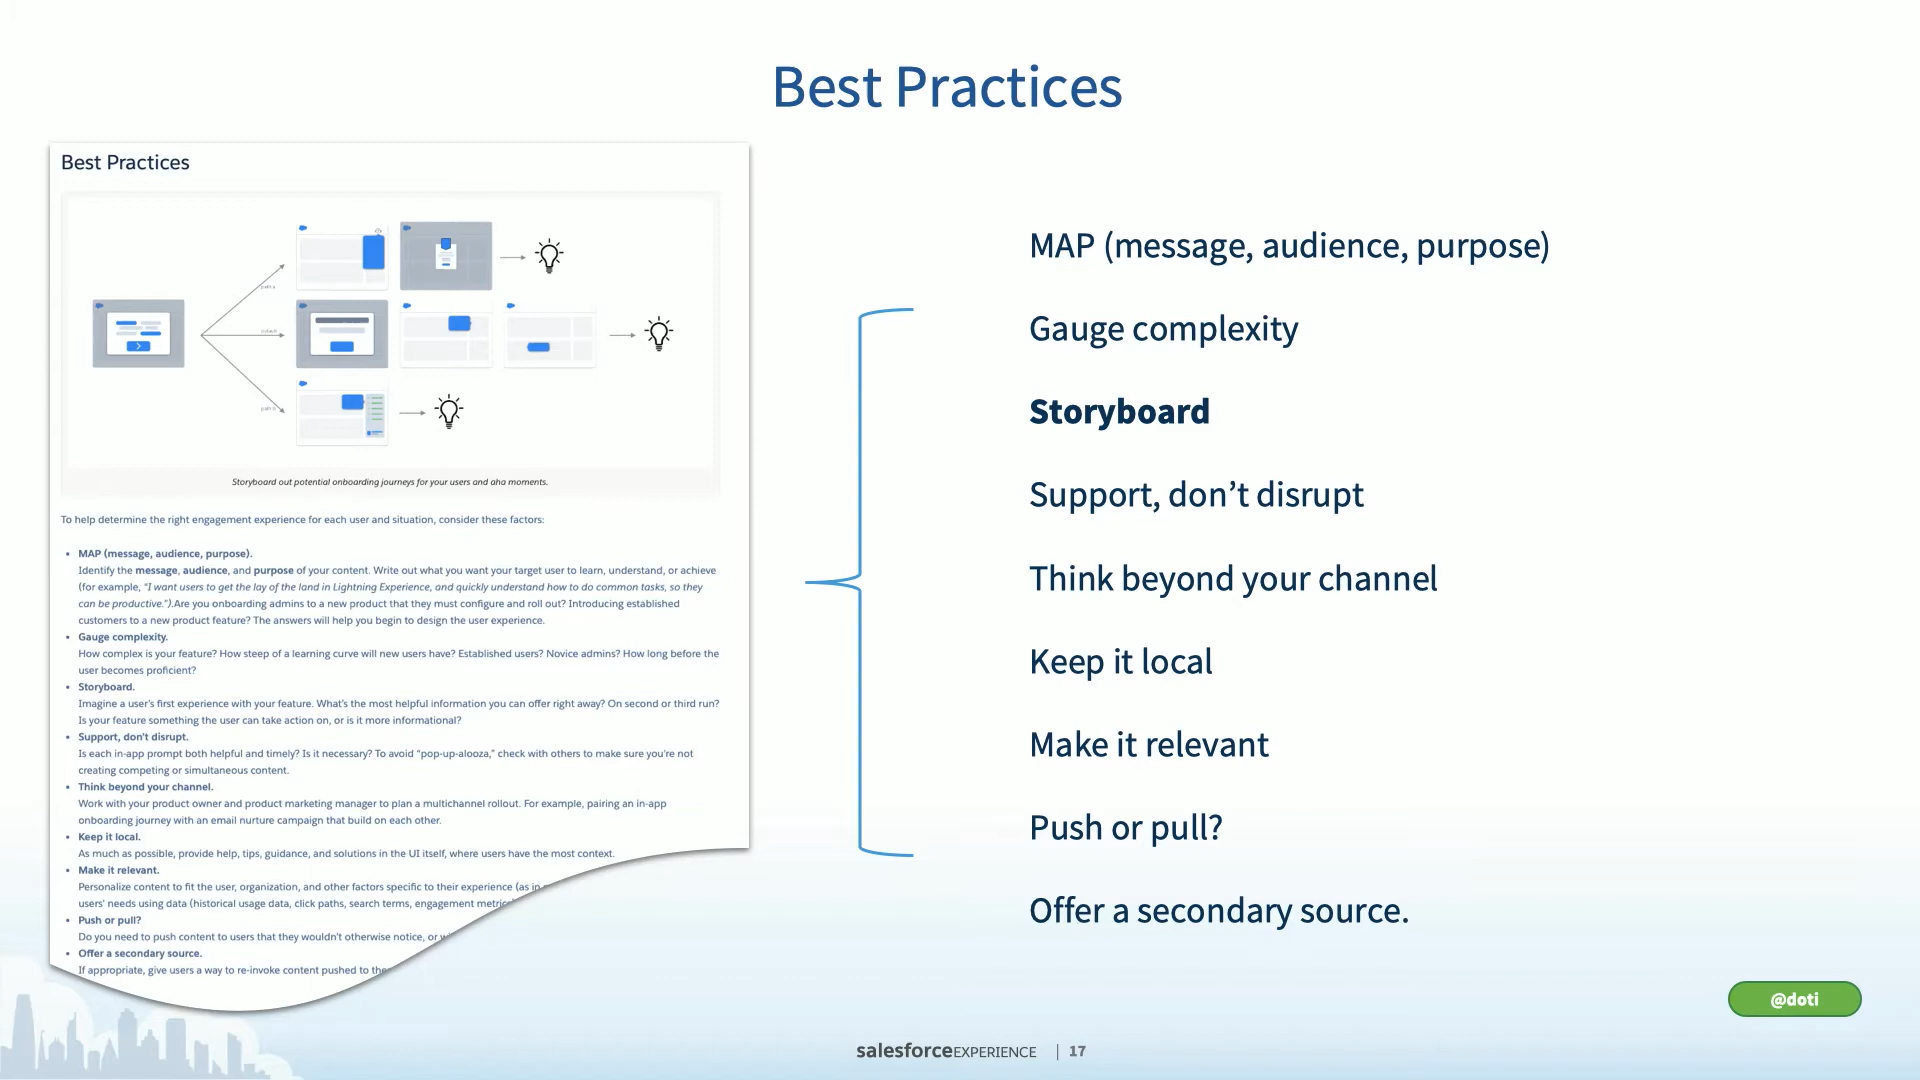 Best Practices
Best Practices
path a
default
path b
Storyboard out potential onboarding journeys for your users and aha moments.
To help determine the right engagement experience for each user and situation, consider these factors:
• MAP (message, audience, purpose).
Identify the message, audience, and purpose of your content. Write out what you want your target user to learn, understand, or achieve
(for example, “I want users to get the lay of the land in Lightning Experience, and quickly understand how to do common tasks, so they
can be productive.”).Are you onboarding admins to a new product that they must configure and roll out? Introducing established
customers to a new product feature? The answers will help you begin to design the user experience.
• Gauge complexity.
How complex is your feature? How steep of a learning curve will new users have? Established users? Novice admins? How long before the
user becomes proficient?
• Storyboard.
Imagine a user’s first experience with your feature. What’s the most helpful information you can offer right away? On second or third run?
Is your feature something the user can take action on, or is it more informational?
• Support, don’t disrupt.
Is each in-app prompt both helpful and timely? Is it necessary? To avoid “pop-up-alooza,” check with others to make sure you’re not
creating competing or simultaneous content.
• Think beyond your channel.
Work with your product owner and product marketing manager to plan a multichannel rollout. For example, pairing an in-app
onboarding journey with an email nurture campaign that build on each other.
• Keep it local.
As much as possible, provide help, tips, guidance, and solutions in the UI itself, where users have the most context.
• Make it relevant.
Personalize content to fit the user, organization, and other factors specific to their experience (as in
users’ needs using data (historical usage data, click paths, search terms, engagement metrics
• Push or pull?
Do you need to push content to users that they wouldn’t otherwise notice, or
• Offer a secondary source.
If appropriate, give users a way to re-invoke content pushed to
MAP (message, audience, purpose)
Gauge complexity
Storyboard
Support, don’t disrupt
Think beyond your channel
Keep it local
Make it relevant
Push or pull?
Offer a secondary source.
@doti
salesforceEXPERIENCE | 17